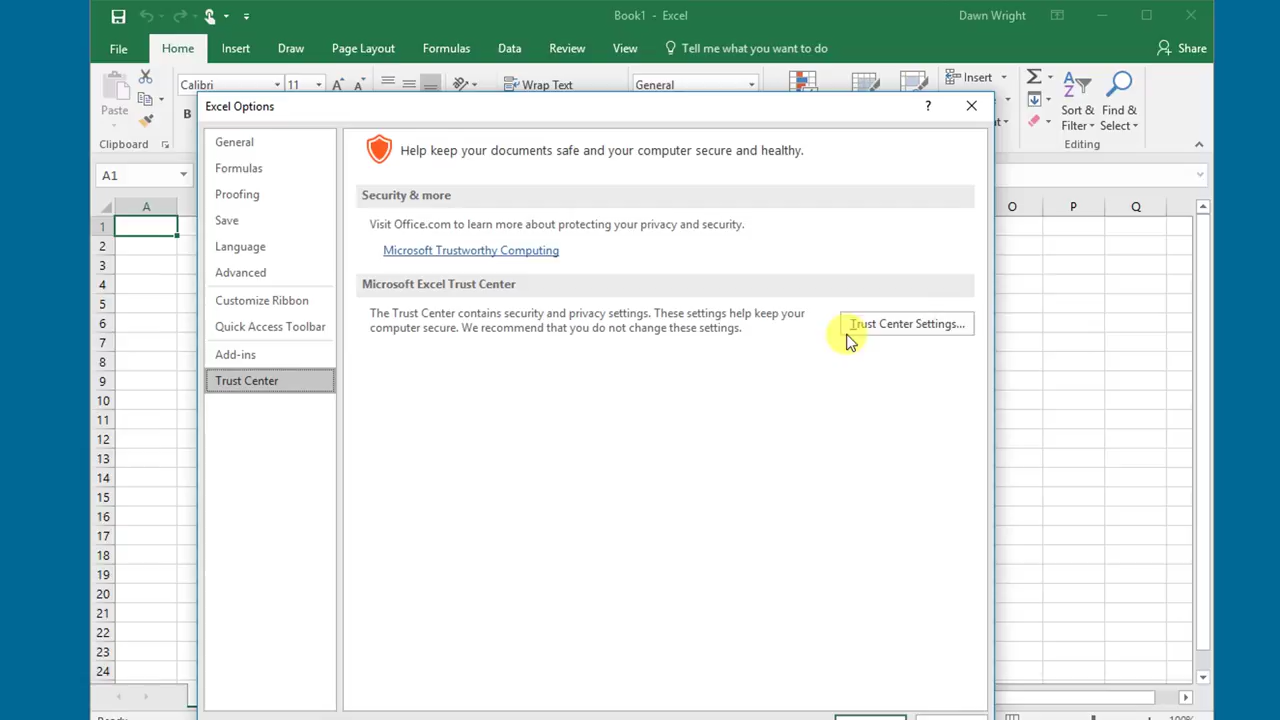 Book1 - Excel
Dawn Wright
File Home Insert Draw Page Layout Formulas Data Review View Tell me what you want to do Share
Paste
Calibri 11
Wrap Text
General
Insert
Sort & Filter
Find & Select
B
Clipboard
Editing
A1
Excel Options
?
General
Formulas
Proofing
Save
Language
Advanced
Customize Ribbon
Quick Access Toolbar
Add-ins
Trust Center
Help keep your documents safe and your computer secure and healthy.
Security & more
Visit Office.com to learn more about protecting your privacy and security.
Microsoft Trustworthy Computing
Microsoft Excel Trust Center
The Trust Center contains security and privacy settings. These settings help keep your
computer secure. We recommend that you do not change these settings.
Trust Center Settings...
A O P Q
1
2
3
4
5
6
7
8
9
10
11
12
13
14
15
16
17
18
19
20
21
22
23
24